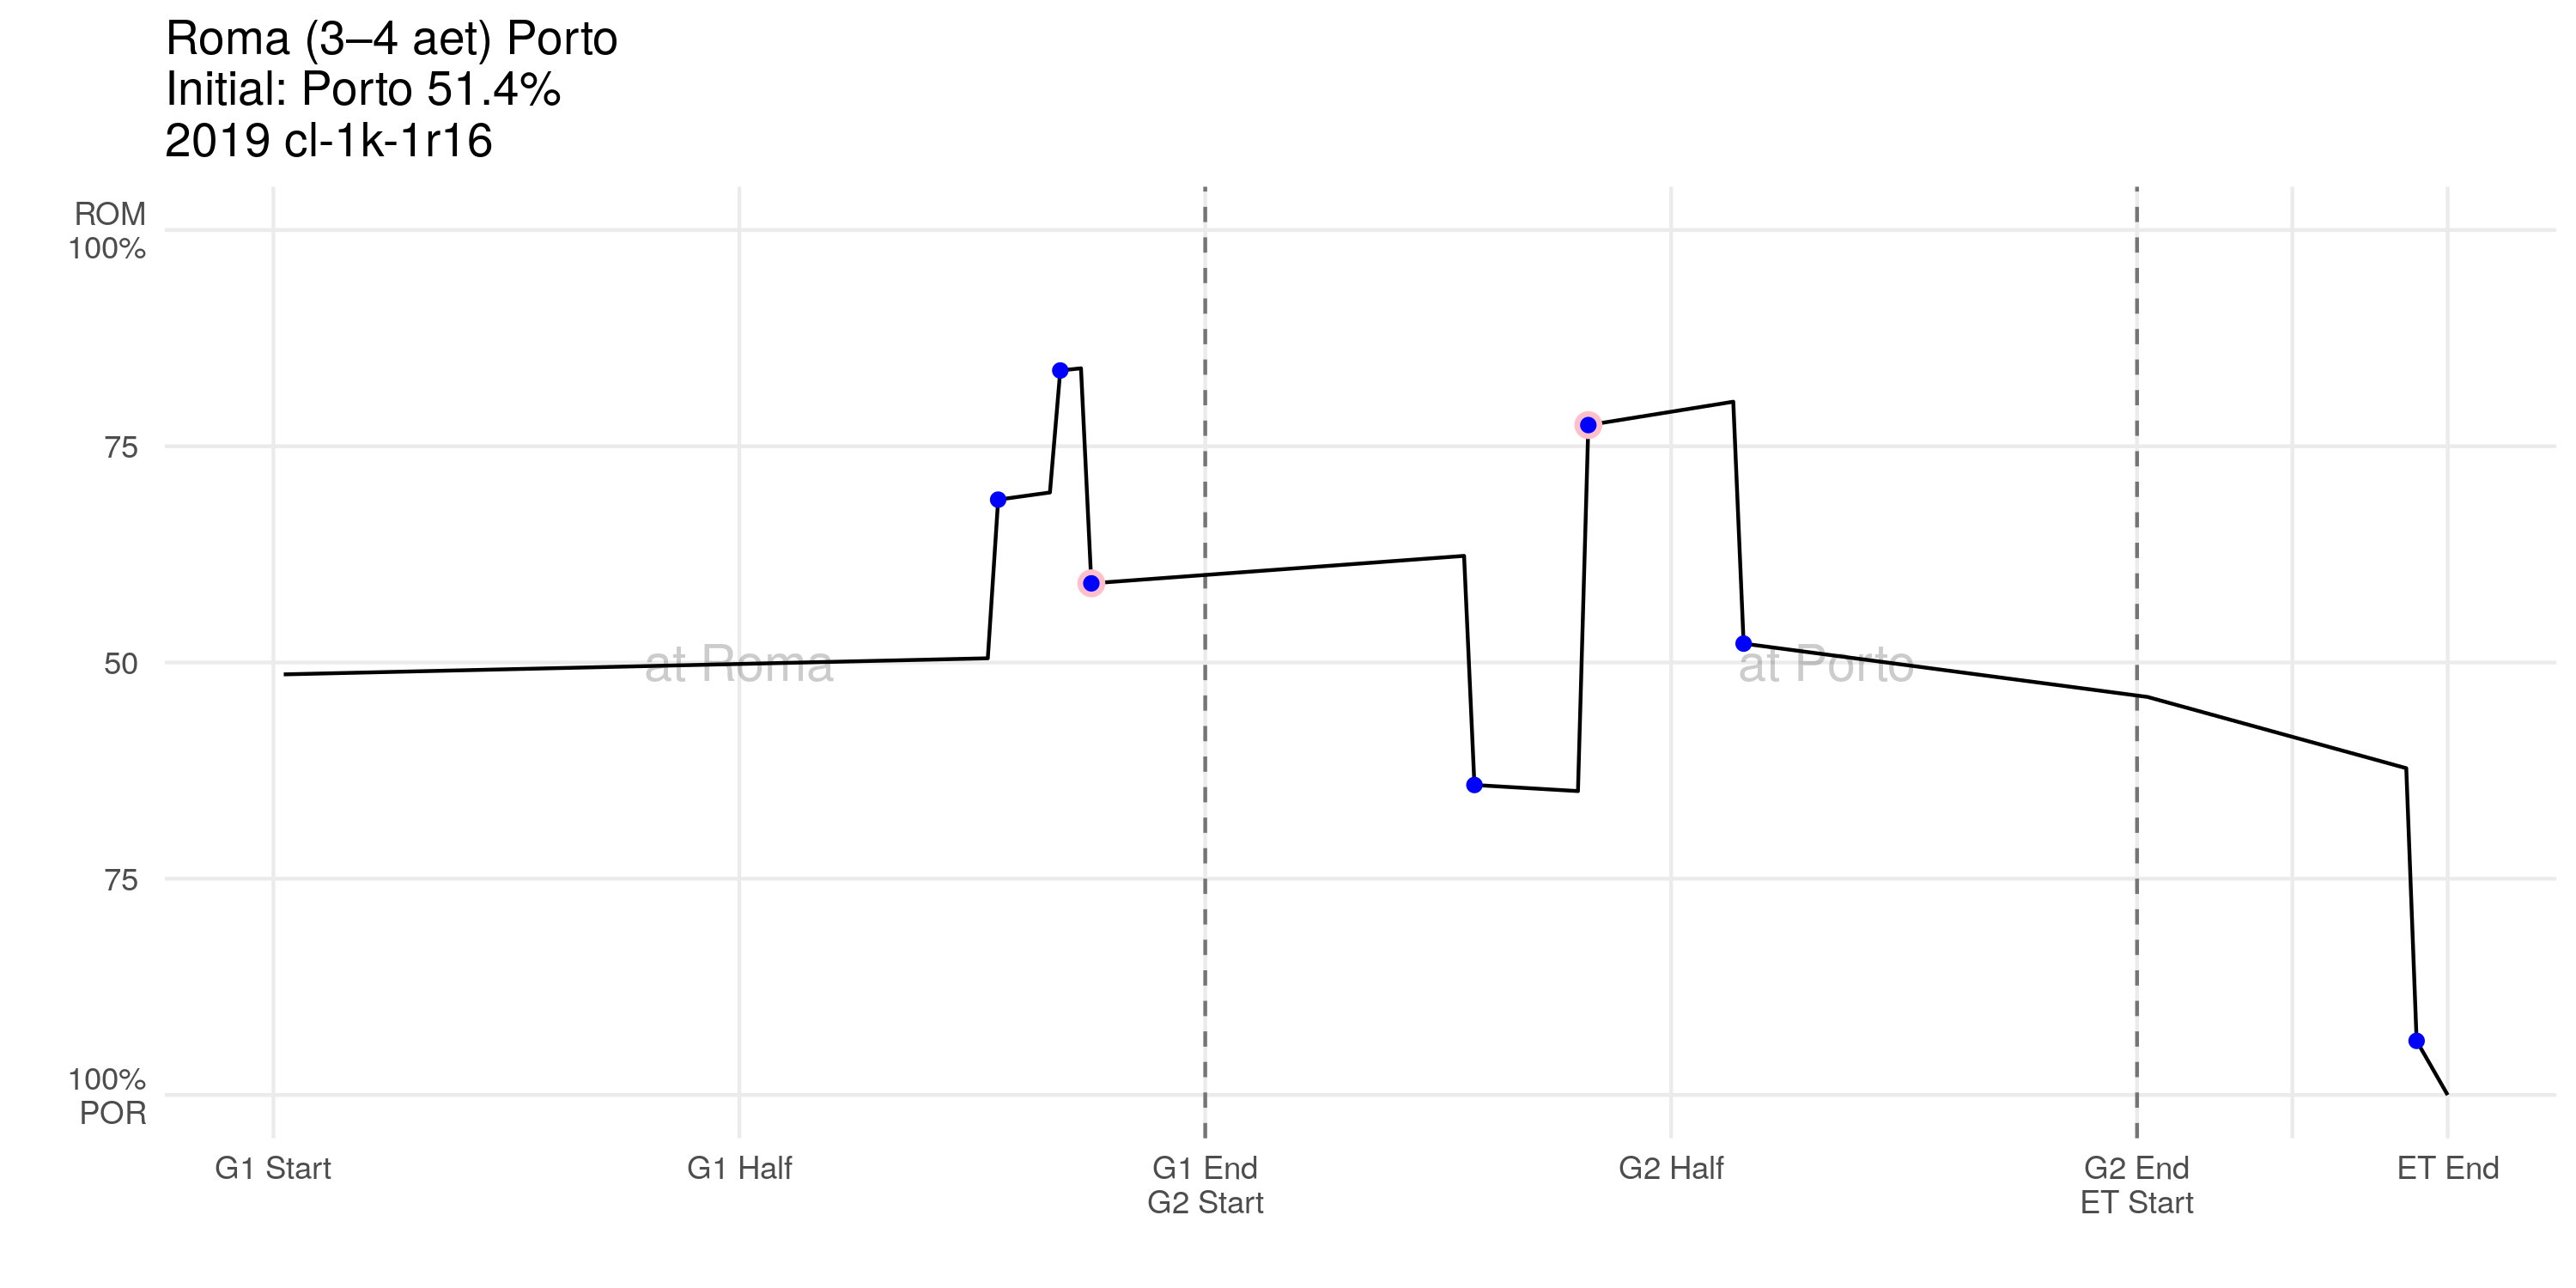 Roma (3–4 aet) Porto
Initial: Porto 51.4%
2019 cl-1k-1r16
ROM
100%
75
50
75
100%
POR
at Roma
at Porto
G1 Start
G1 Half
G1 End
G2 Start
G2 Half
G2 End
ET Start
ET End